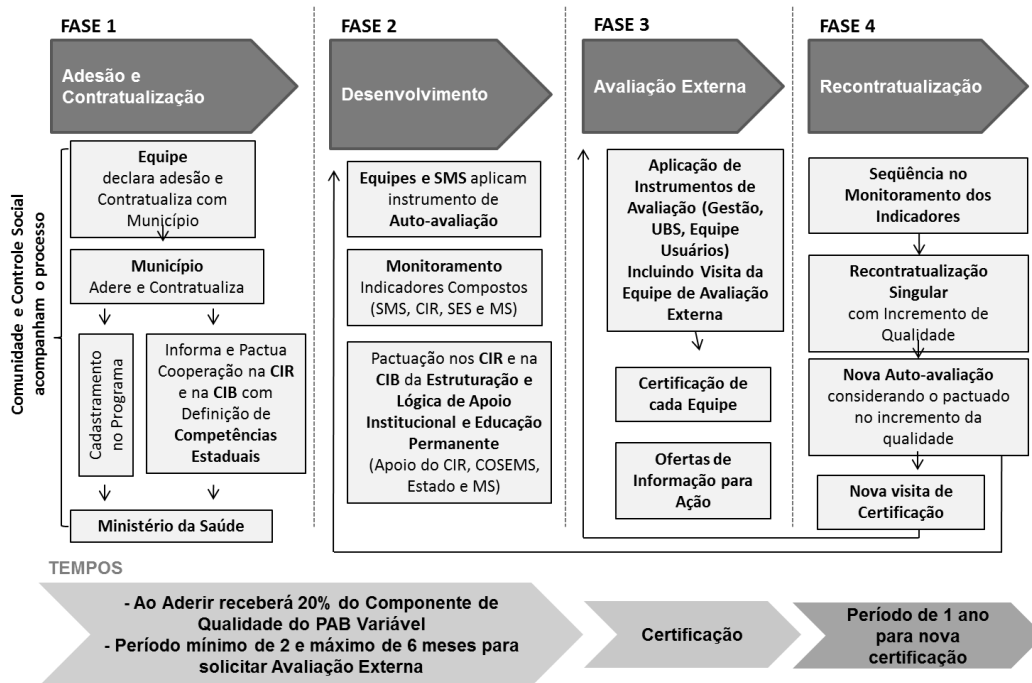 FASE 1
Adesão e
Contratualização
Comunidade e Controle Social
acompanham o processo
Equipe
declara adesão e
Contratualiza com
Município
Município
Adere e Contratualiza
Cadastramento
no Programa
Informa e Pactua
Cooperação na CIR
e na CIB com
Definição de
Competências
Estaduais
Ministério da Saúde
FASE 2
Desenvolvimento
Equipes e SMS aplicam
instrumento de
Auto-avaliação
Monitoramento
Indicadores Compostos
(SMS, CIR, SES e MS)
Pactuação nos CIR e na
CIB da Estruturação e
Lógica de Apoio
Institucional e Educação
Permanente
(Apoio do CIR, COSEMS,
Estado e MS)
FASE 3
Avaliação Externa
Aplicação de
Instrumentos de
Avaliação (Gestão,
UBS, Equipe
Usuários)
Incluindo Visita da
Equipe de Avaliação
Externa
Certificação de
cada Equipe
Ofertas de
Informação para
Ação
FASE 4
Recontratualização
Seqüência no
Monitoramento dos
Indicadores
Recontratualização
Singular
com Incremento de
Qualidade
Nova Auto-avaliação
considerando o pactuado
no incremento da
qualidade
Nova visita de
Certificação
TEMPOS
- Ao Aderir receberá 20% do Componente de
Qualidade do PAB Variável
- Período mínimo de 2 e máximo de 6 meses para
solicitar Avaliação Externa
Certificação
Período de 1 ano
para nova
certificação